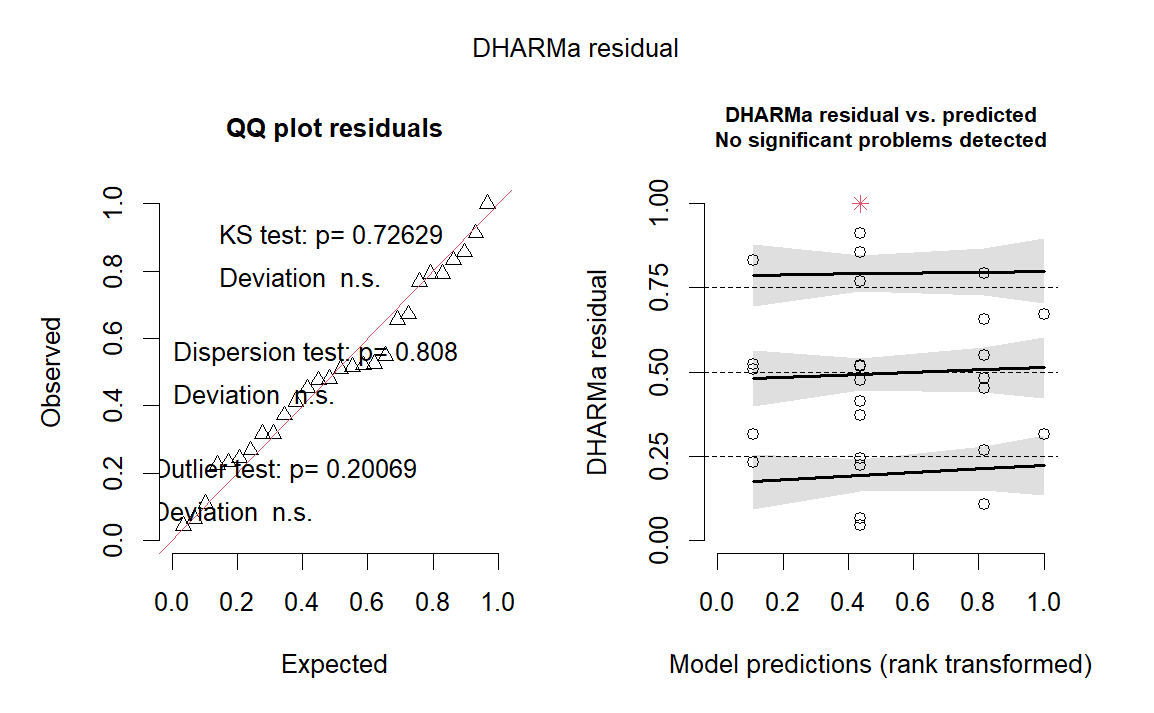 DHARMa residual
QQ plot residuals
1.0
0.8
0.6
0.4
0.2
0.0
Observed
KS test: p= 0.72629
Deviation n.s.
Dispersion test: p= 0.808
Deviation n.s.
Outlier test: p= 0.20069
Deviation n.s.
0.0 0.2 0.4 0.6 0.8 1.0
Expected
DHARMa residual vs. predicted
No significant problems detected
1.00
0.75
0.50
0.25
0.00
DHARMa residual
0.0 0.2 0.4 0.6 0.8 1.0
Model predictions (rank transformed)